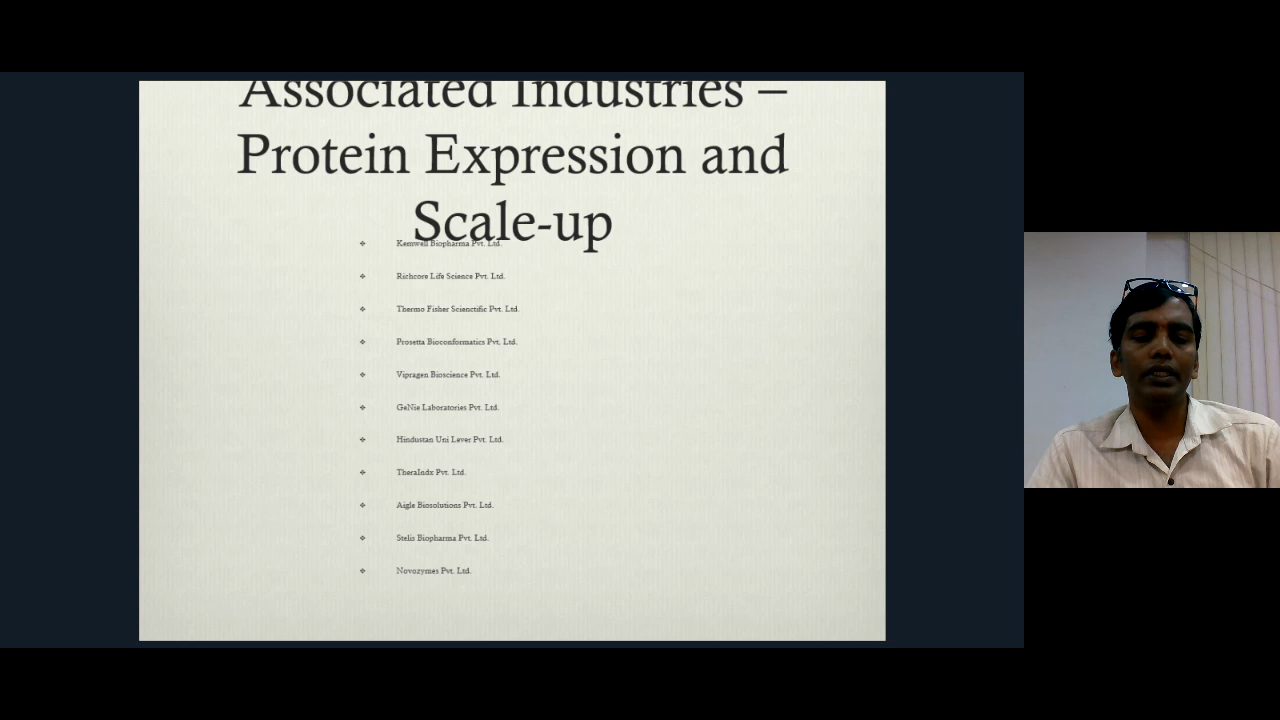 Associated Industries –
Protein Expression and
Scale-up
❖ Kemwell Biopharma Pvt. Ltd.
❖ Richcore Life Science Pvt. Ltd.
❖ Thermo Fisher Scienctific Pvt. Ltd.
❖ Prosetta Bioconformatics Pvt. Ltd.
❖ Vipragen Bioscience Pvt. Ltd.
❖ GeNie Laboratories Pvt. Ltd.
❖ Hindustan Uni Lever Pvt. Ltd.
❖ TheraIndx Pvt. Ltd.
❖ Aigle Biosolutions Pvt. Ltd.
❖ Stelis Biopharma Pvt. Ltd.
❖ Novozymes Pvt. Ltd.